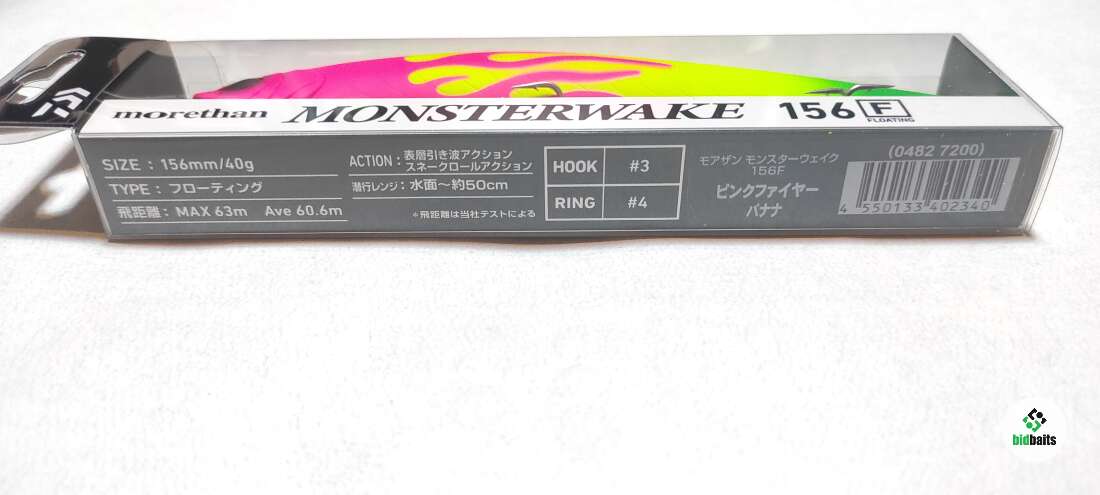 morethan MONSTERWAKE 156 F
FLOATING
SIZE : 156mm/40g
TYPE : フローティング
飛距離 : MAX 63m Ave 60.6m
ACTION : 表層引き波アクション
スネークロールアクション
潜行レンジ : 水面～約50cm
*飛距離は当社テストによる
HOOK #3
RING #4
モアザン モンスターウェイク
156F
ピンクファイヤー
バナナ
(0482 7200)
4 550133 402340
bidbaits